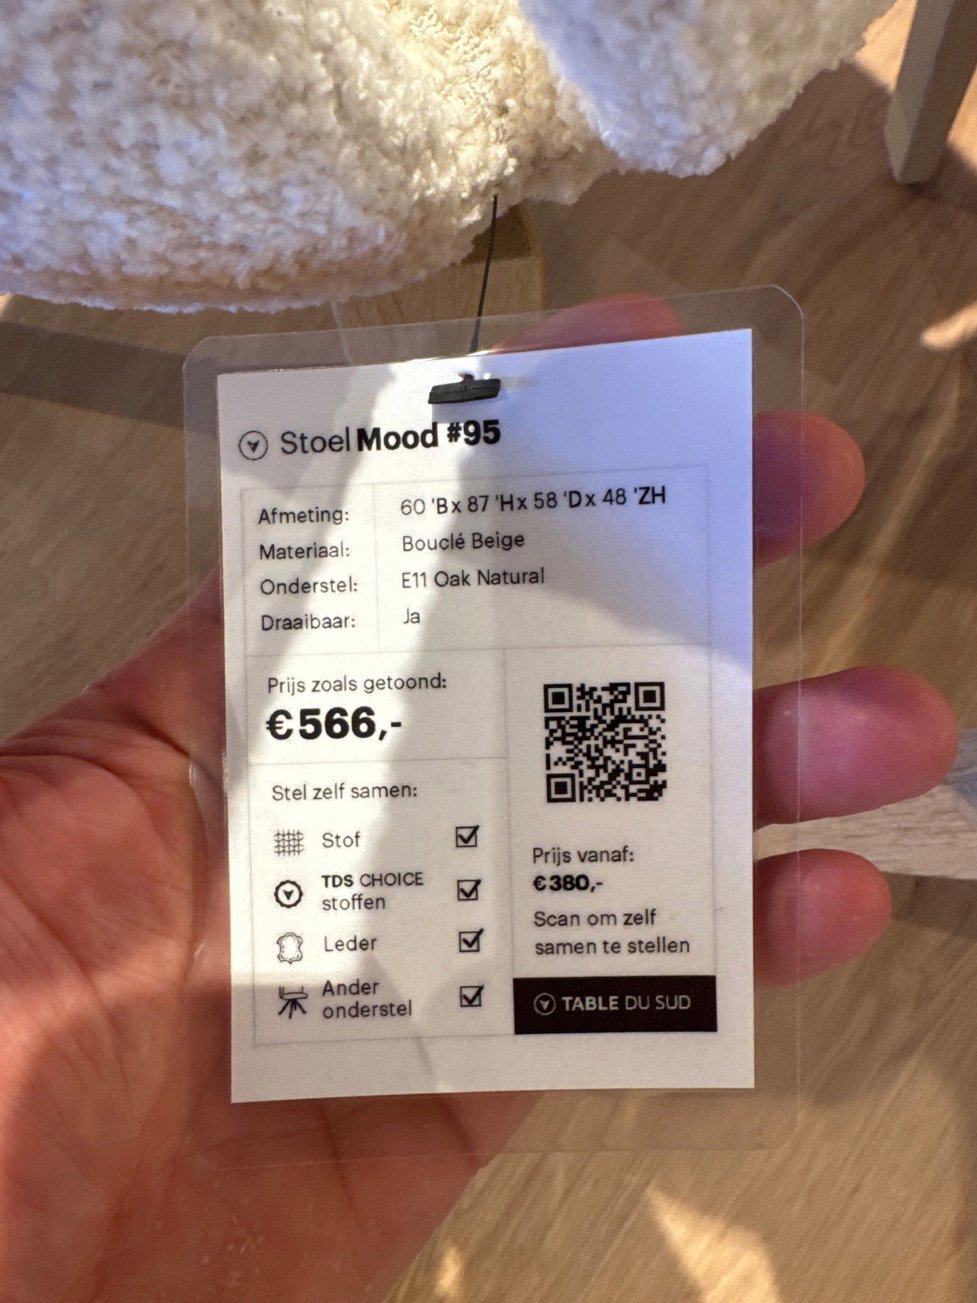 Stoel Mood #95
Afmeting: 60 'B x 87 'H x 58 'D x 48 'ZH
Materiaal: Bouclé Beige
Onderstel: E11 Oak Natural
Draaibaar: Ja
Prijs zoals getoond:
€566,-
Stel zelf samen:
Stof
TDS CHOICE
stoffen
Leder
Ander
onderstel
Prijs vanaf:
€380,-
Scan om zelf
samen te stellen
TABLE DU SUD